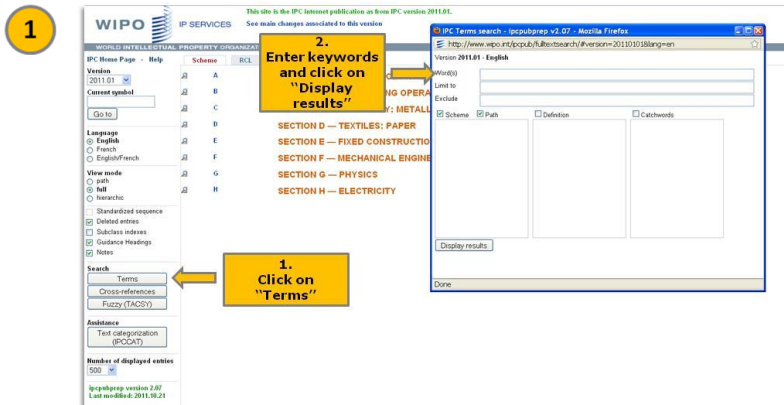 1
This site is the IPC internet publication as from IPC version 2011.01.
WIPO
IP SERVICES
See main changes associated to this version
WORLD INTELLECTUAL PROPERTY ORGANIZAT
IPC Home Page - Help
Scheme
RCL
Version
2011.01
Current symbol
Go to
Language
English
French
English/French
View mode
path
full
hierarchic
Standardized sequence
Deleted entries
Subclass indexes
Guidance Headings
Notes
Search
Terms
Cross-references
Fuzzy (TACSY)
Assistance
Text categorization
(IPCCAT)
Number of displayed entries
500
ipcpubprep version 2.07
Last modified: 2011.10.21
A
B
NG OPERA
C
Y: METALL
D SECTION D — TEXTILES: PAPER
E SECTION E — FIXED CONSTRUCTIO
F SECTION F — MECHANICAL ENGINE
G SECTION G — PHYSICS
H SECTION H — ELECTRICITY
2.
Enter keywords
and click on
"Display
results"
1.
Click on
"Terms"
IPC Terms search - ipcpubprep v2.07 - Mozilla Firefox
http://www.wipo.int/ipcpub/fulltextsearch/#version=20110101&lang=en
Version 2011.01 - English
Word(s)
Limit to
Exclude
Scheme Path Definition Catchwords
Display results
Done